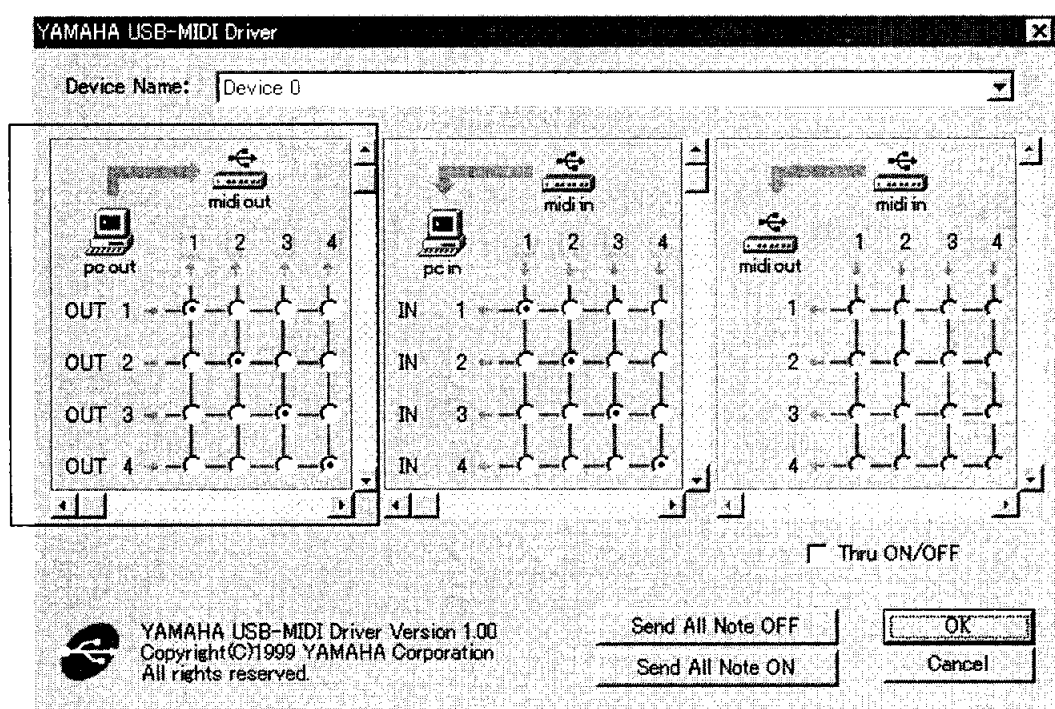 YAMAHA USB-MIDI Driver
Device Name: Device 0
midi out
pc out
1 2 3 4
OUT 1
OUT 2
OUT 3
OUT 4
midi in
pc in
1 2 3 4
IN 1
IN 2
IN 3
IN 4
midi in
midi out
1 2 3 4
1
2
3
4
Thru ON/OFF
YAMAHA USB-MIDI Driver Version 1.00
Copyright(C)1999 YAMAHA Corporation
All rights reserved.
Send All Note OFF
Send All Note ON
OK
Cancel